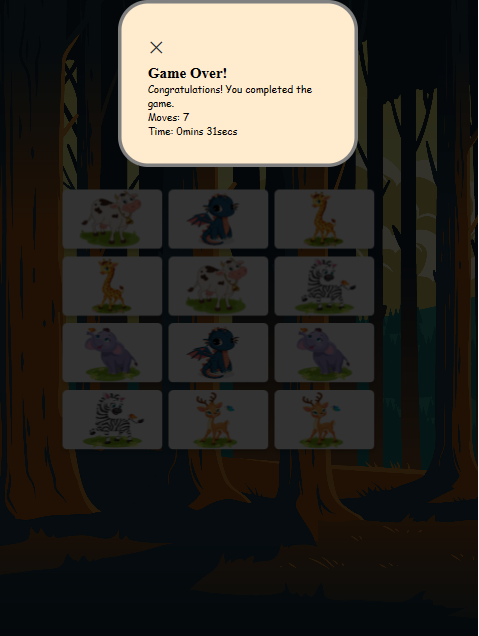 Game Over!
Congratulations! You completed the
game.
Moves: 7
Time: 0mins 31secs